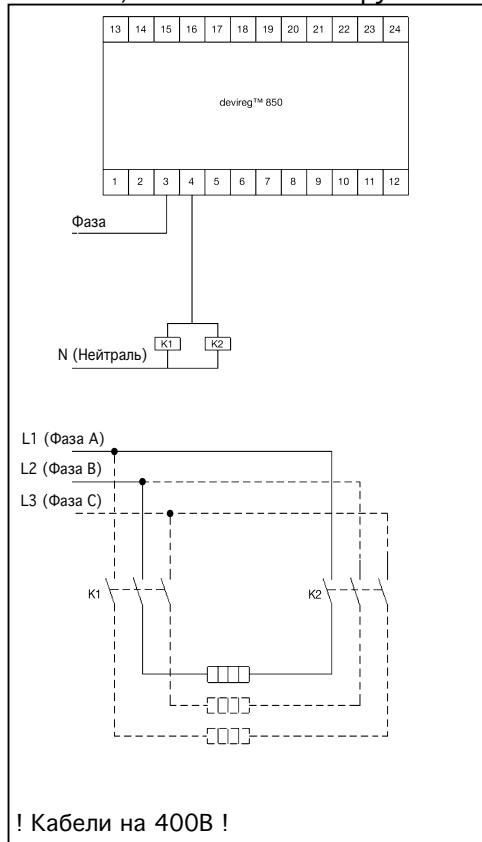 13 14 15 16 17 18 19 20 21 22 23 24
devireg™ 850
1 2 3 4 5 6 7 8 9 10 11 12
Фаза
K1 K2
N (Нейтраль)
L1 (Фаза A)
L2 (Фаза B)
L3 (Фаза C)
K1 K2
! Кабели на 400В !